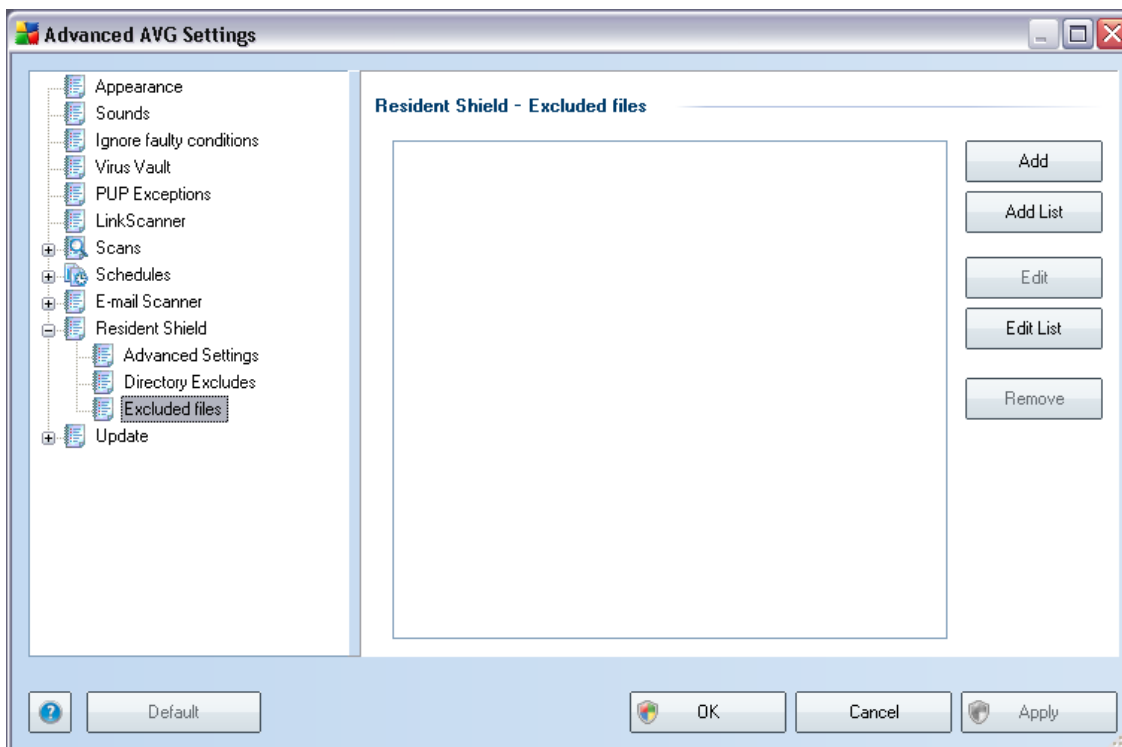 Advanced AVG Settings
Appearance
Sounds
Ignore faulty conditions
Virus Vault
PUP Exceptions
LinkScanner
Scans
Schedules
E-mail Scanner
Resident Shield
Advanced Settings
Directory Excludes
Excluded files
Update
Resident Shield - Excluded files
Add
Add List
Edit
Edit List
Remove
Default
OK
Cancel
Apply